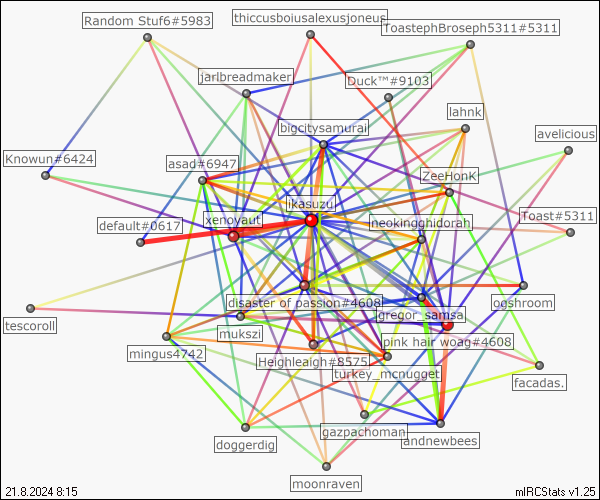 Random Stuf6#5983
thiccusboiusalexusjoneus
ToastephBroseph5311#5311
jarlbreadmaker
Duck™#9103
lahnk
bigcitysamurai
avelicious
Knowun#6424
asad#6947
ZeeHonK
ikasuzu
default#0617
xenoyaut
neokingghidorah
Toast#5311
disaster of passion#4608
ogshroom
gregor_samsa
tescoroll
mukszi
mingus4742
pink hair woag#4608
Heighleaigh#8575
turkey_mcnugget
facadas.
doggerdig
gazpachoman
andnewbees
moonraven
21.8.2024 8:15
mIRCStats v1.25